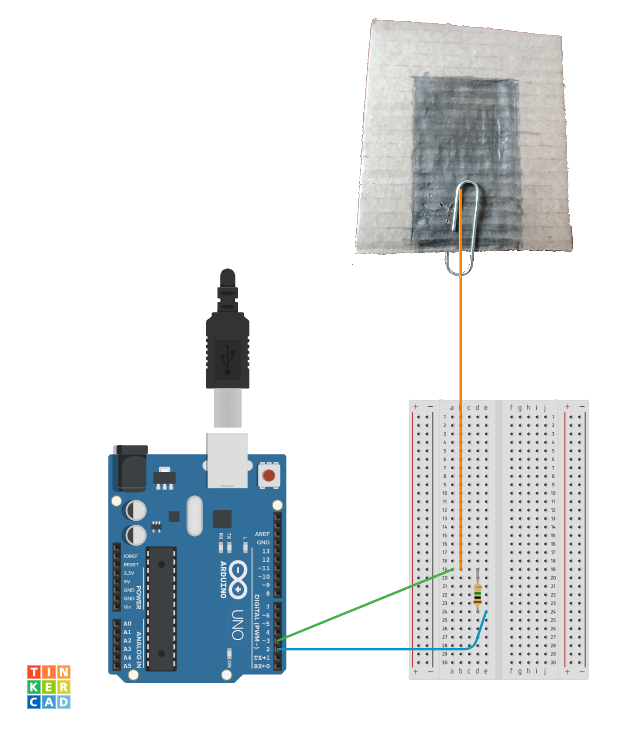 + − a b c d e f g h i j + −
1 1
2 2
3 3
4 4
5 5
6 6
7 7
8 8
9 9
10 10
11 11
12 12
13 13
14 14
15 15
16 16
17 17
18 18
19 19
20 20
21 21
22 22
23 23
24 24
25 25
26 26
27 27
28 28
29 29
30 30
+ − a b c d e f g h i j + −
AREF
GND
13
12
~11
~10
~9
8
7
~6
~5
4
~3
2
TX→1
RX←0
DIGITAL (PWM~)
L
TX
RX
ARDUINO
UNO
ON
IOREF
RESET
3.3V
5V
GND
GND
Vin
POWER
A0
A1
A2
A3
A4
A5
ANALOG IN
TIN
KER
CAD